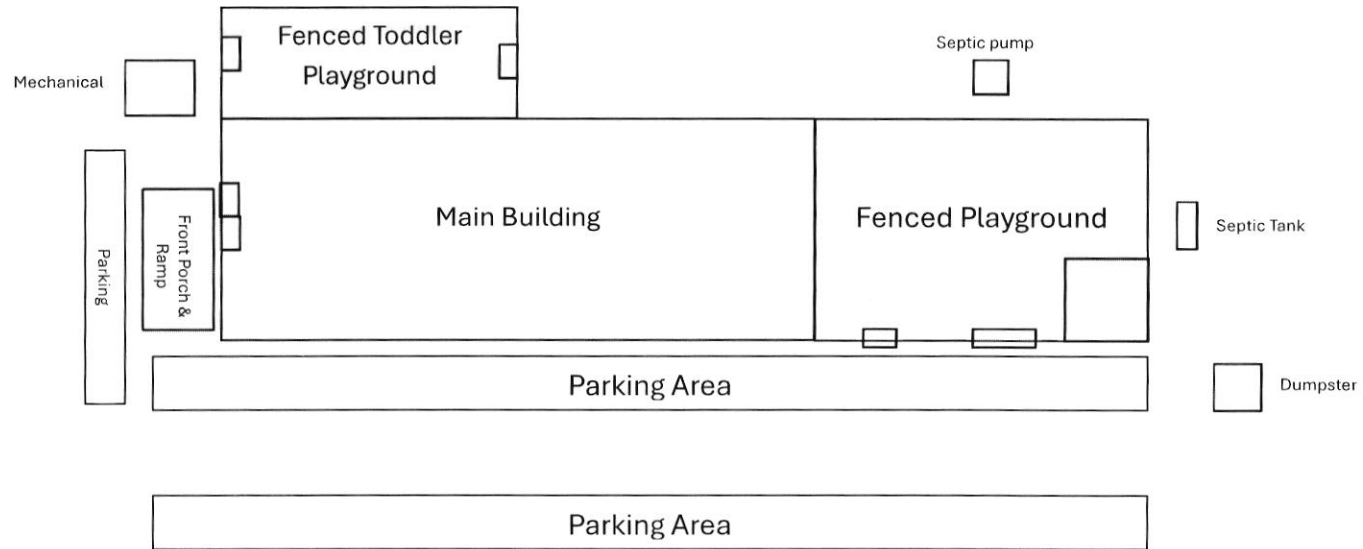 Fenced Toddler
Playground
Septic pump
Mechanical
Main Building
Fenced Playground
Septic Tank
Front Porch &
Ramp
Parking
Parking Area
Dumpster
Parking Area